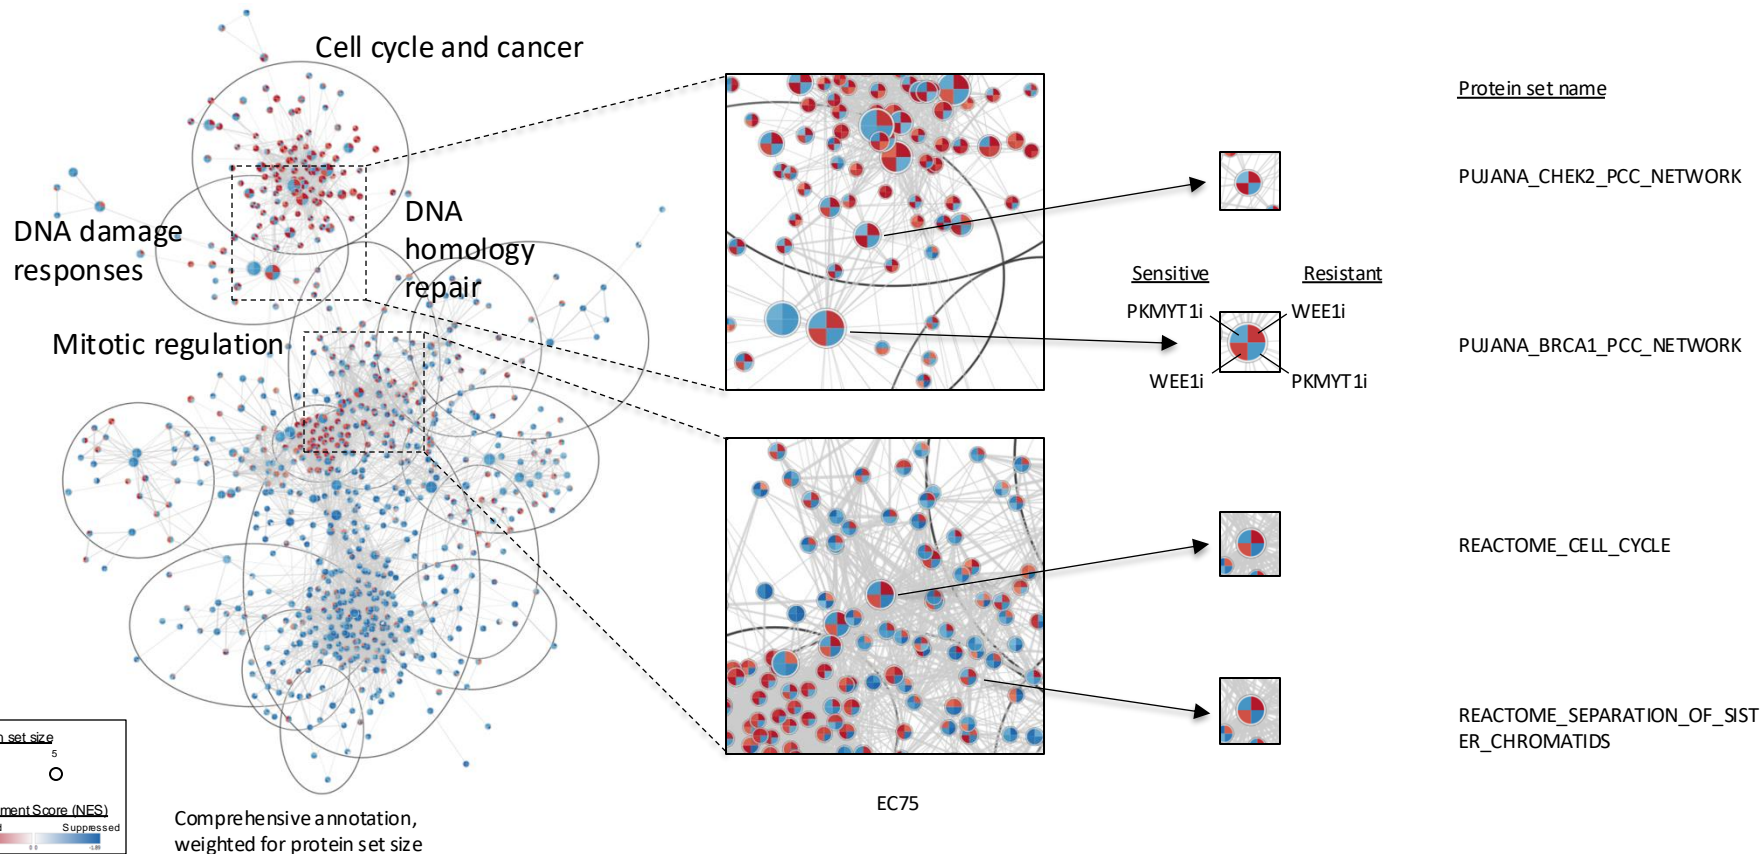 Cell cycle and cancer
Protein set name
PUJANA_CHEK2_PCC_NETWORK
DNA damage
responses
DNA
homology
repair
Sensitive
Resistant
PKMYT1i
WEE1i
Mitotic regulation
PUJANA_BRCA1_PCC_NETWORK
WEE1i
PKMYT1i
REACTOME_CELL_CYCLE
REACTOME_SEPARATION_OF_SIST
ER_CHROMATIDS
n set size
5
ment Score (NES)
d
Suppressed
EC75
Comprehensive annotation,
weighted for protein set size